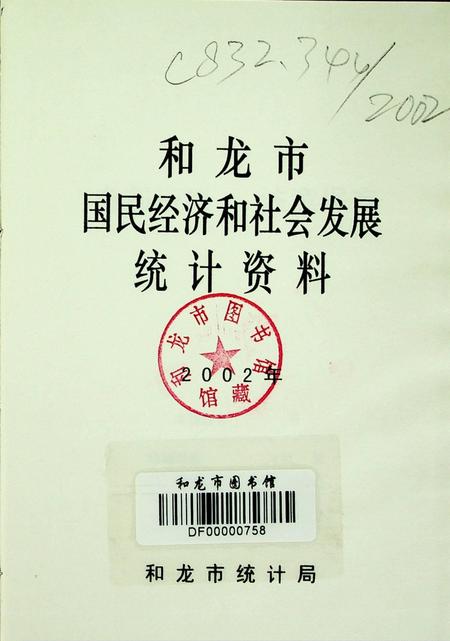 C832.344/2002
和龙市
国民经济和社会发展
统计资料
和龙市图书馆
2002年
馆藏
和龙市图书馆
DF00000758
和龙市统计局